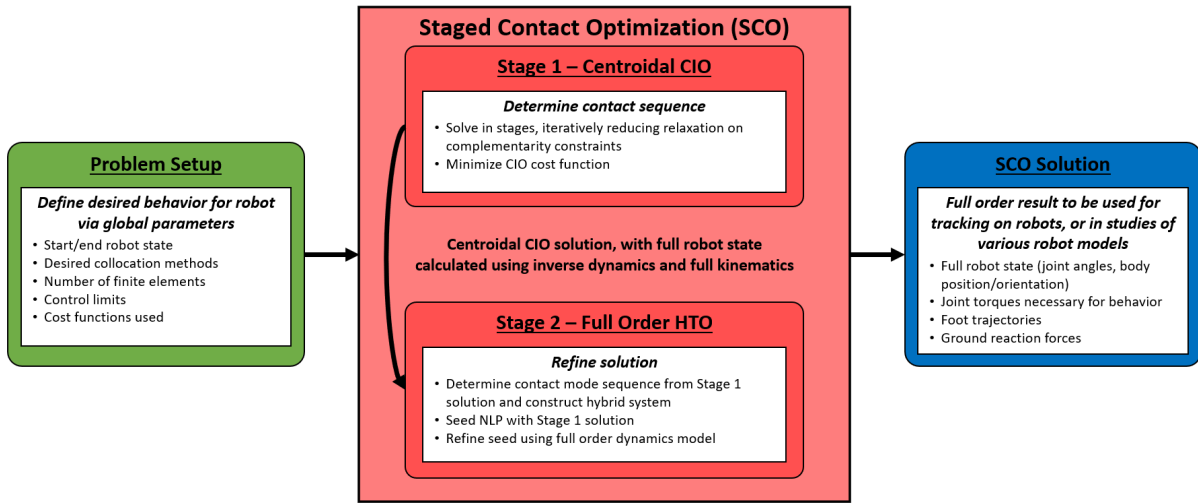 Problem Setup
Define desired behavior for robot
via global parameters
• Start/end robot state
• Desired collocation methods
• Number of finite elements
• Control limits
• Cost functions used
Staged Contact Optimization (SCO)
Stage 1 – Centroidal CIO
Determine contact sequence
• Solve in stages, iteratively reducing relaxation on
complementarity constraints
• Minimize CIO cost function
Centroidal CIO solution, with full robot state
calculated using inverse dynamics and full kinematics
Stage 2 – Full Order HTO
Refine solution
• Determine contact mode sequence from Stage 1
solution and construct hybrid system
• Seed NLP with Stage 1 solution
• Refine seed using full order dynamics model
SCO Solution
Full order result to be used for
tracking on robots, or in studies of
various robot models
• Full robot state (joint angles, body
position/orientation)
• Joint torques necessary for behavior
• Foot trajectories
• Ground reaction forces